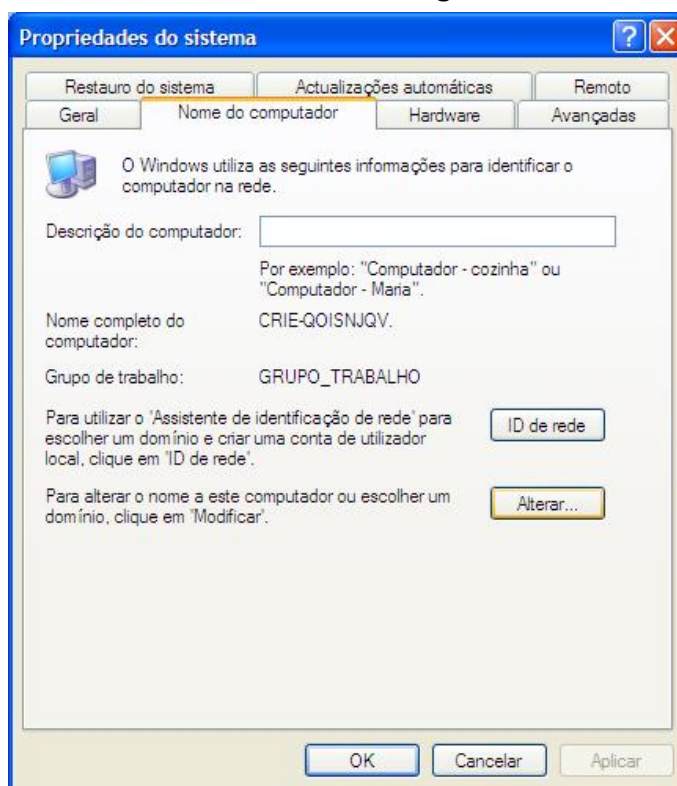 Propriedades do sistema
Restauro do sistema
Actualizações automáticas
Remoto
Geral
Nome do computador
Hardware
Avançadas
O Windows utiliza as seguintes informações para identificar o
computador na rede.
Descrição do computador:
Por exemplo: "Computador - cozinha" ou
"Computador - Maria".
Nome completo do
computador:
CRIE-QOISNJQV.
Grupo de trabalho:
GRUPO_TRABALHO
Para utilizar o 'Assistente de identificação de rede' para
escolher um domínio e criar uma conta de utilizador
local, clique em 'ID de rede'.
ID de rede
Para alterar o nome a este computador ou escolher um
domínio, clique em 'Modificar'.
Alterar...
OK
Cancelar
Aplicar